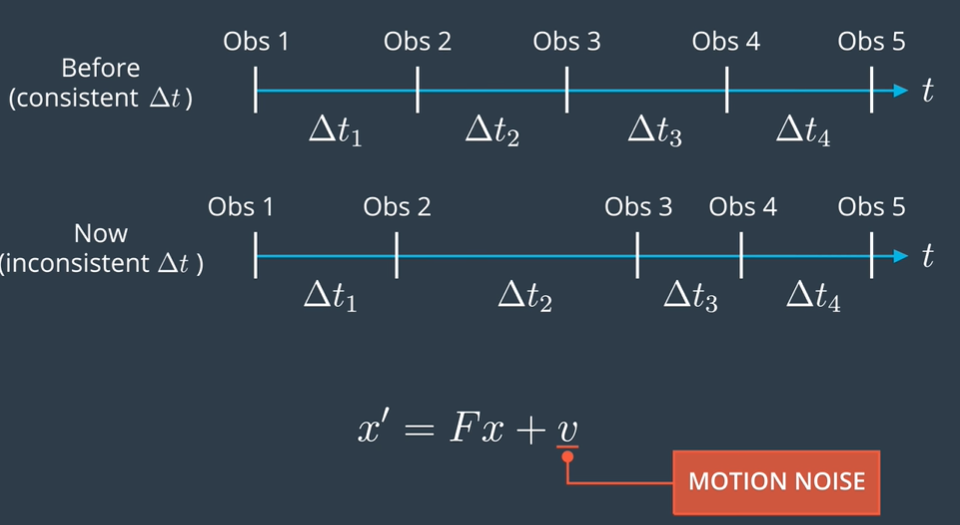 Obs 1 Obs 2 Obs 3 Obs 4 Obs 5
Before
(consistent Δt)
t
Δt₁ Δt₂ Δt₃ Δt₄
Obs 1 Obs 2 Obs 3 Obs 4 Obs 5
Now
(inconsistent Δt )
t
Δt₁ Δt₂ Δt₃ Δt₄
x′ = Fx + v
MOTION NOISE